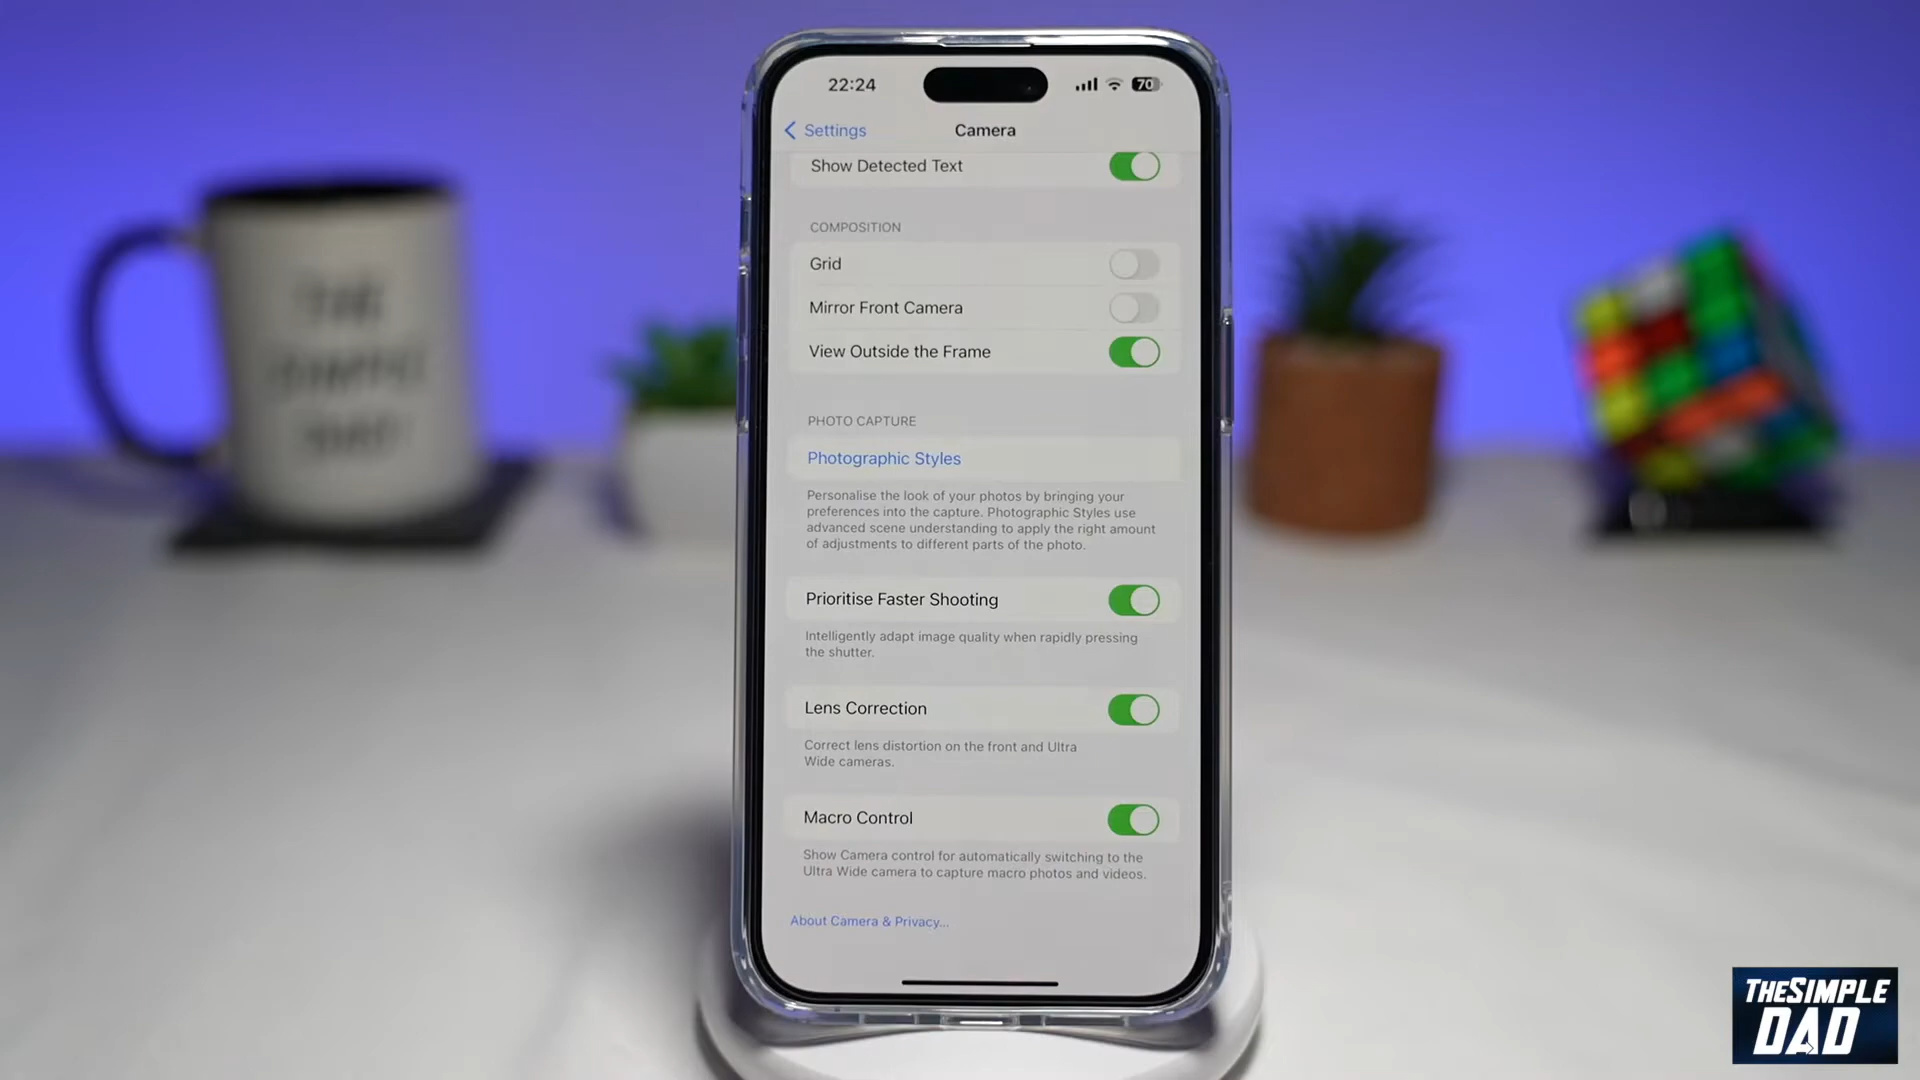 22:24
70
Settings
Camera
Show Detected Text
COMPOSITION
Grid
Mirror Front Camera
View Outside the Frame
PHOTO CAPTURE
Photographic Styles
Personalise the look of your photos by bringing your
preferences into the capture. Photographic Styles use
advanced scene understanding to apply the right amount
of adjustments to different parts of the photo.
Prioritise Faster Shooting
Intelligently adapt image quality when rapidly pressing
the shutter.
Lens Correction
Correct lens distortion on the front and Ultra
Wide cameras.
Macro Control
Show Camera control for automatically switching to the
Ultra Wide camera to capture macro photos and videos.
About Camera & Privacy...
THE
SIMPLE
DAD
THESIMPLE
DAD